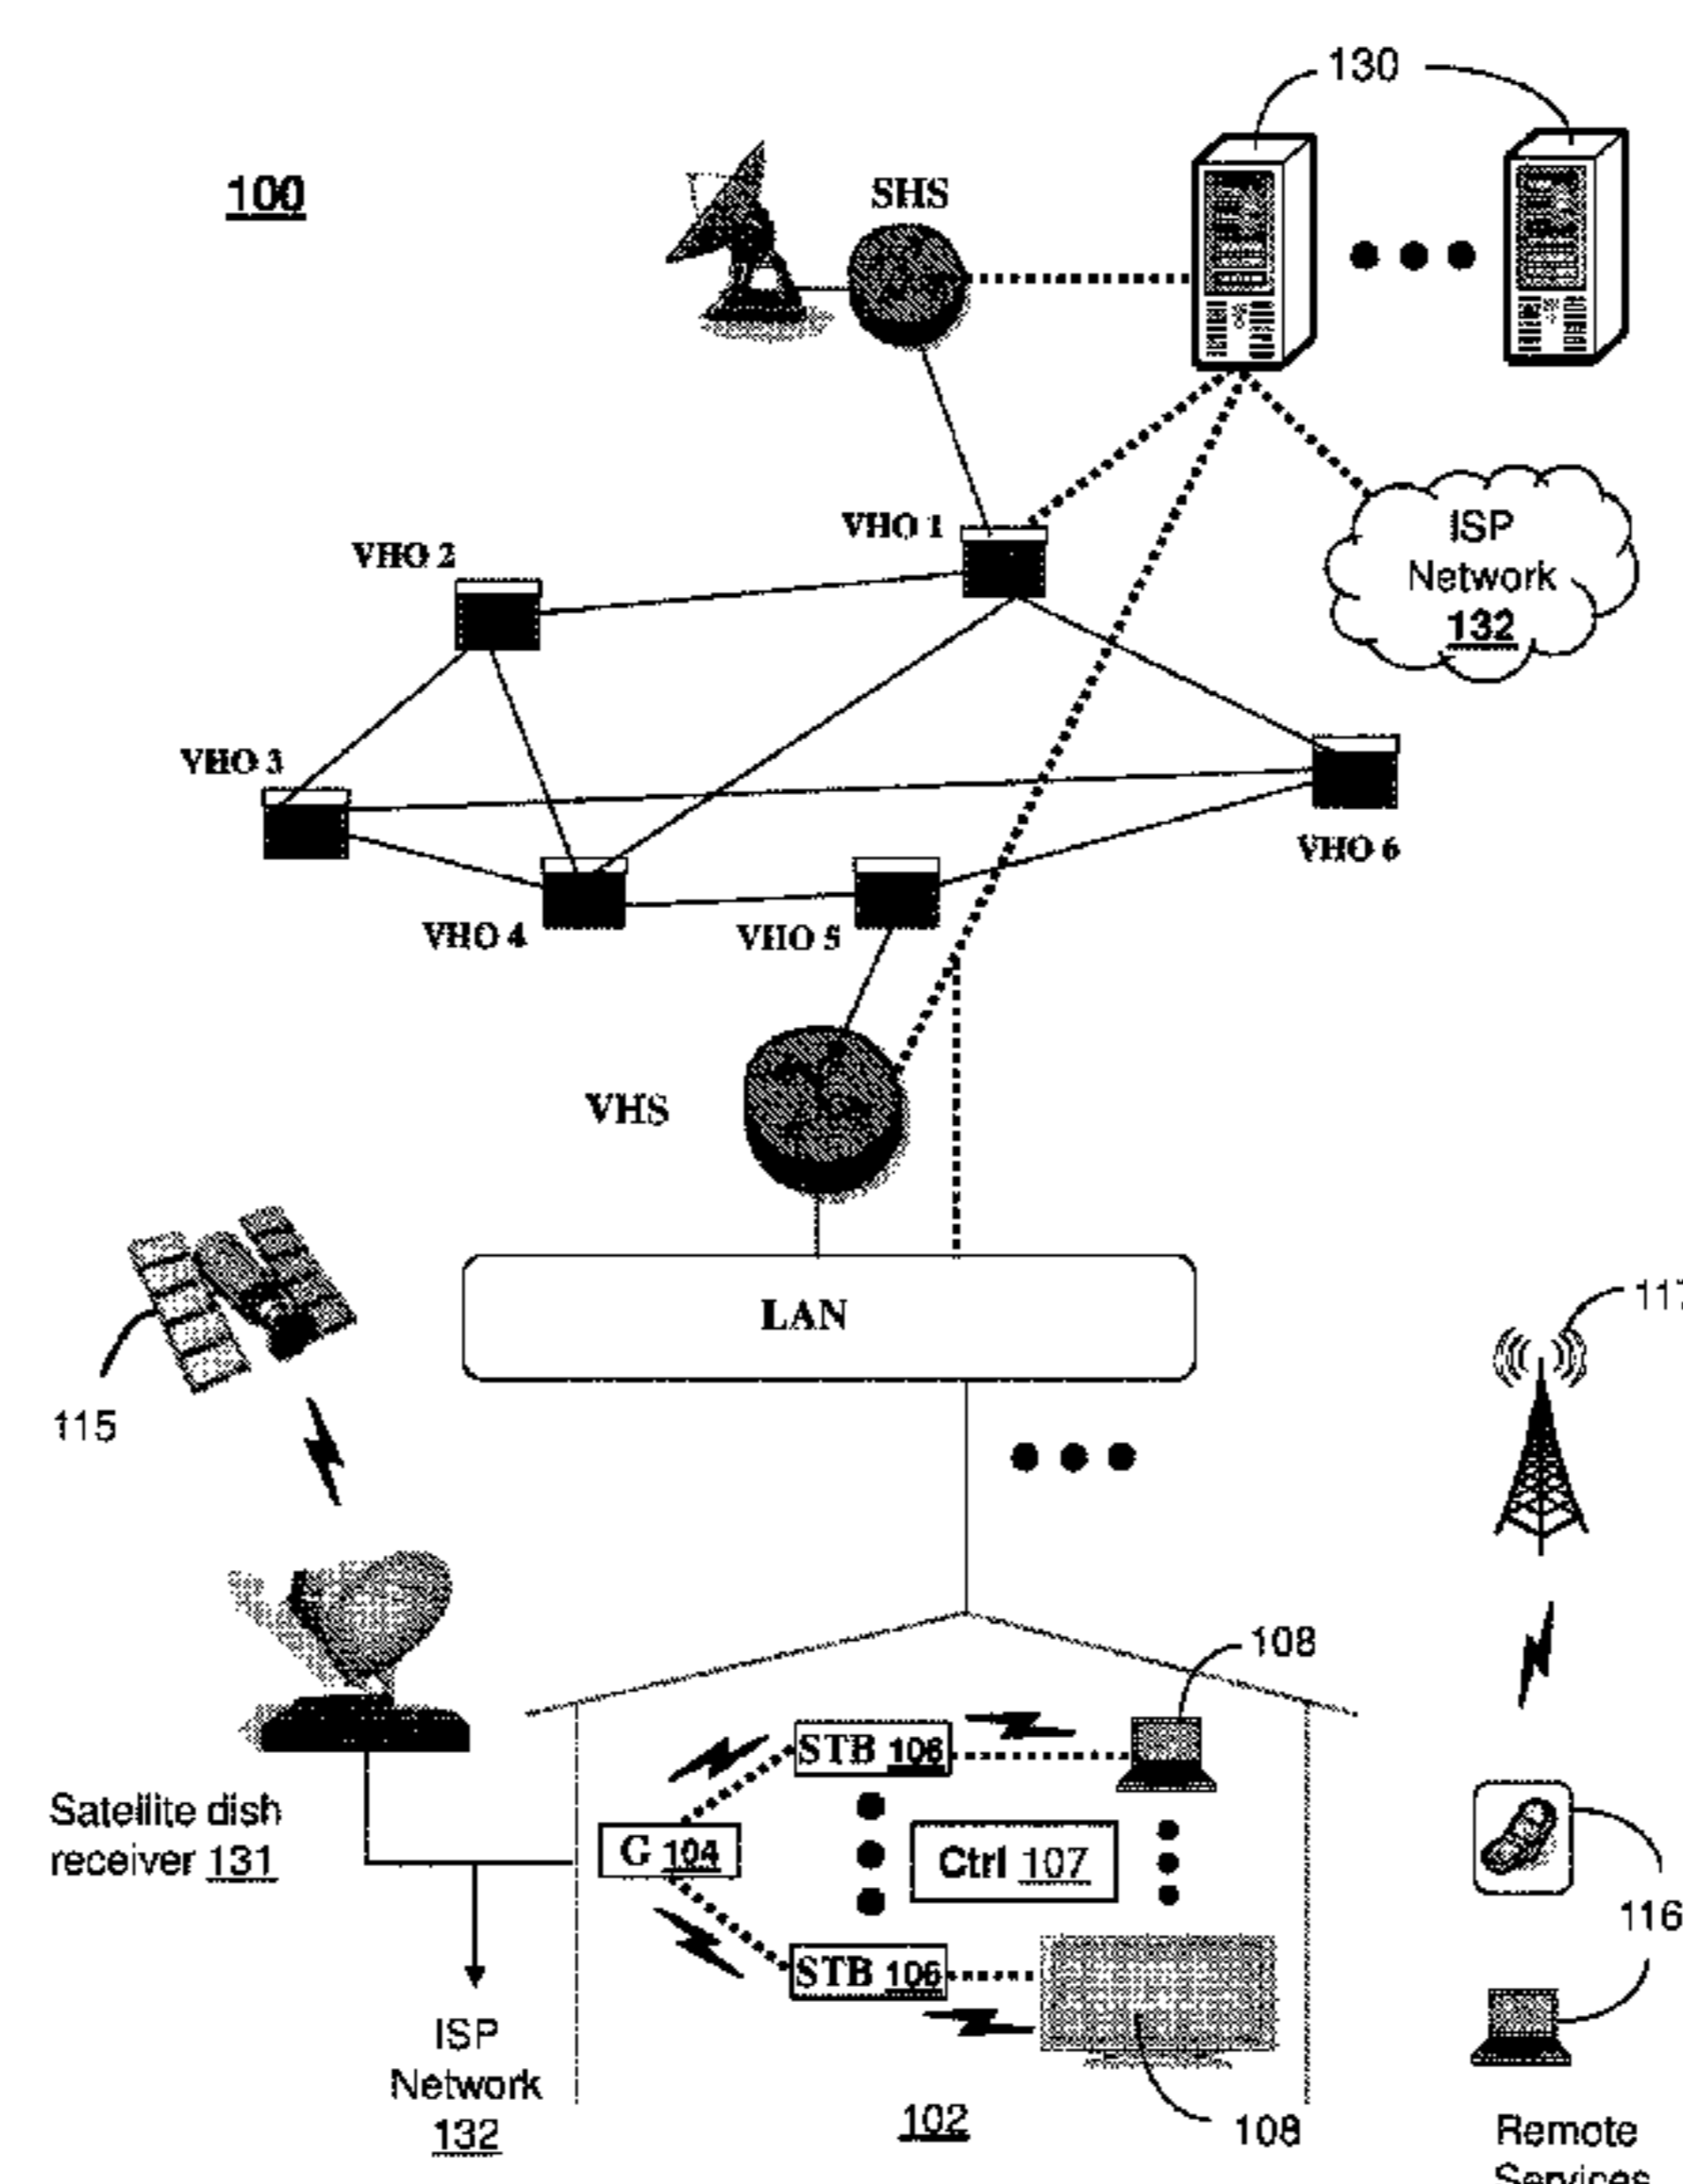 130
100
SHS
ISP
Network
132
VHO 1
VHO 2
VHO 3
VHO 6
VHO 4
VHO 5
VHS
LAN
117
115
108
STB 106
Satellite dish
receiver 131
G 104
Ctrl 107
116
STB 106
ISP
Network
132
102
108
Remote
Services